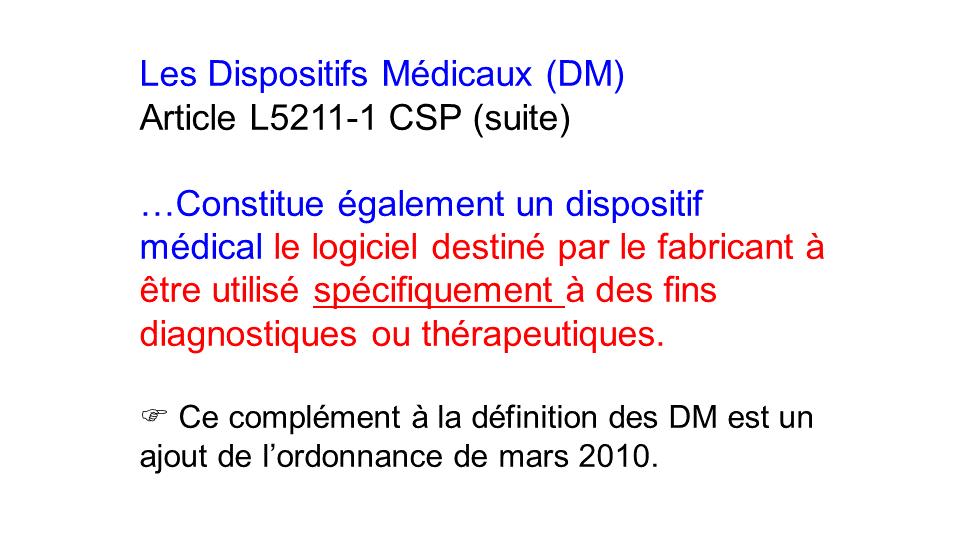 Les Dispositifs Médicaux (DM)
Article L5211-1 CSP (suite)
…Constitue également un dispositif
médical le logiciel destiné par le fabricant à
être utilisé spécifiquement à des fins
diagnostiques ou thérapeutiques.
☞ Ce complément à la définition des DM est un
ajout de l’ordonnance de mars 2010.